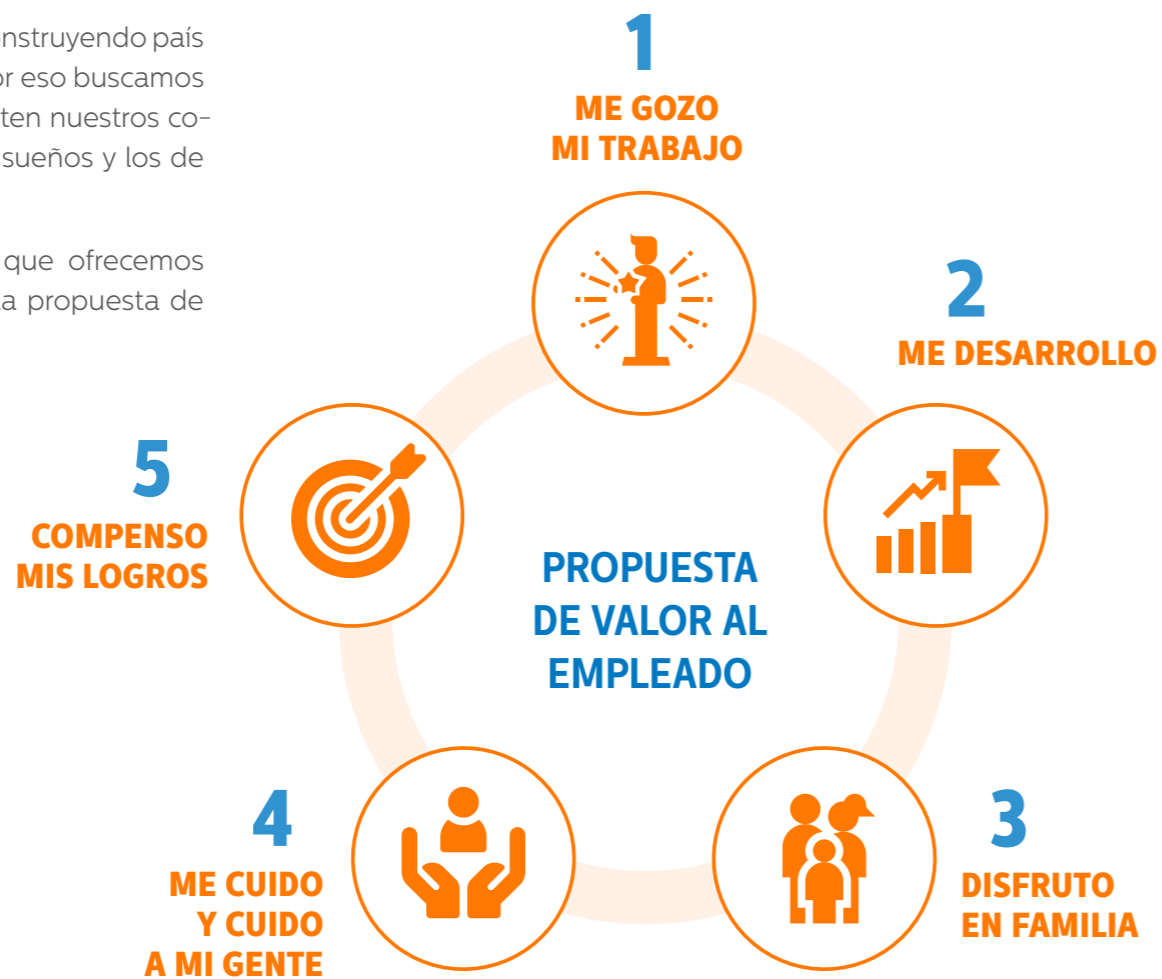 onstruyendo país
or eso buscamos
ten nuestros co-
sueños y los de
que ofrecemos
a propuesta de
1
ME GOZO
MI TRABAJO
2
ME DESARROLLO
5
COMPENSO
MIS LOGROS
PROPUESTA
DE VALOR AL
EMPLEADO
4
ME CUIDO
Y CUIDO
A MI GENTE
3
DISFRUTO
EN FAMILIA